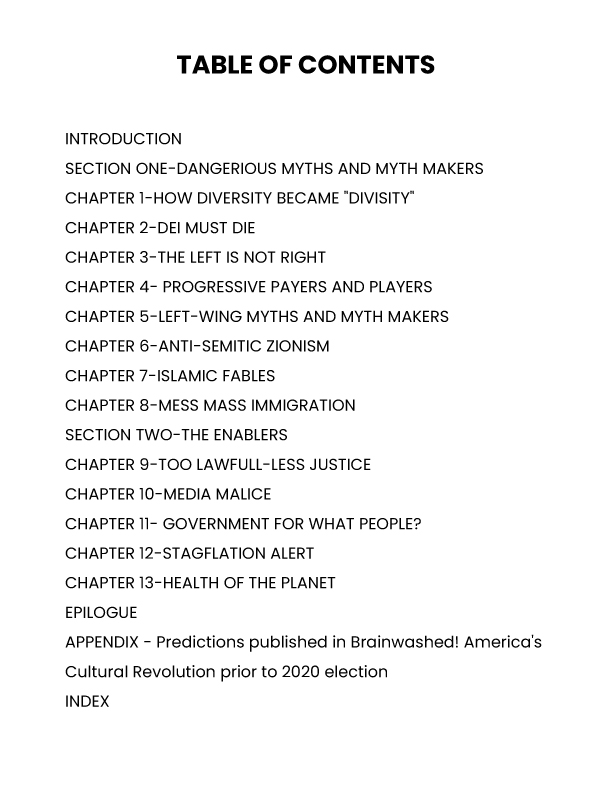 TABLE OF CONTENTS
INTRODUCTION
SECTION ONE-DANGERIOUS MYTHS AND MYTH MAKERS
CHAPTER 1-HOW DIVERSITY BECAME "DIVISITY"
CHAPTER 2-DEI MUST DIE
CHAPTER 3-THE LEFT IS NOT RIGHT
CHAPTER 4- PROGRESSIVE PAYERS AND PLAYERS
CHAPTER 5-LEFT-WING MYTHS AND MYTH MAKERS
CHAPTER 6-ANTI-SEMITIC ZIONISM
CHAPTER 7-ISLAMIC FABLES
CHAPTER 8-MESS MASS IMMIGRATION
SECTION TWO-THE ENABLERS
CHAPTER 9-TOO LAWFULL-LESS JUSTICE
CHAPTER 10-MEDIA MALICE
CHAPTER 11- GOVERNMENT FOR WHAT PEOPLE?
CHAPTER 12-STAGFLATION ALERT
CHAPTER 13-HEALTH OF THE PLANET
EPILOGUE
APPENDIX - Predictions published in Brainwashed! America's
Cultural Revolution prior to 2020 election
INDEX